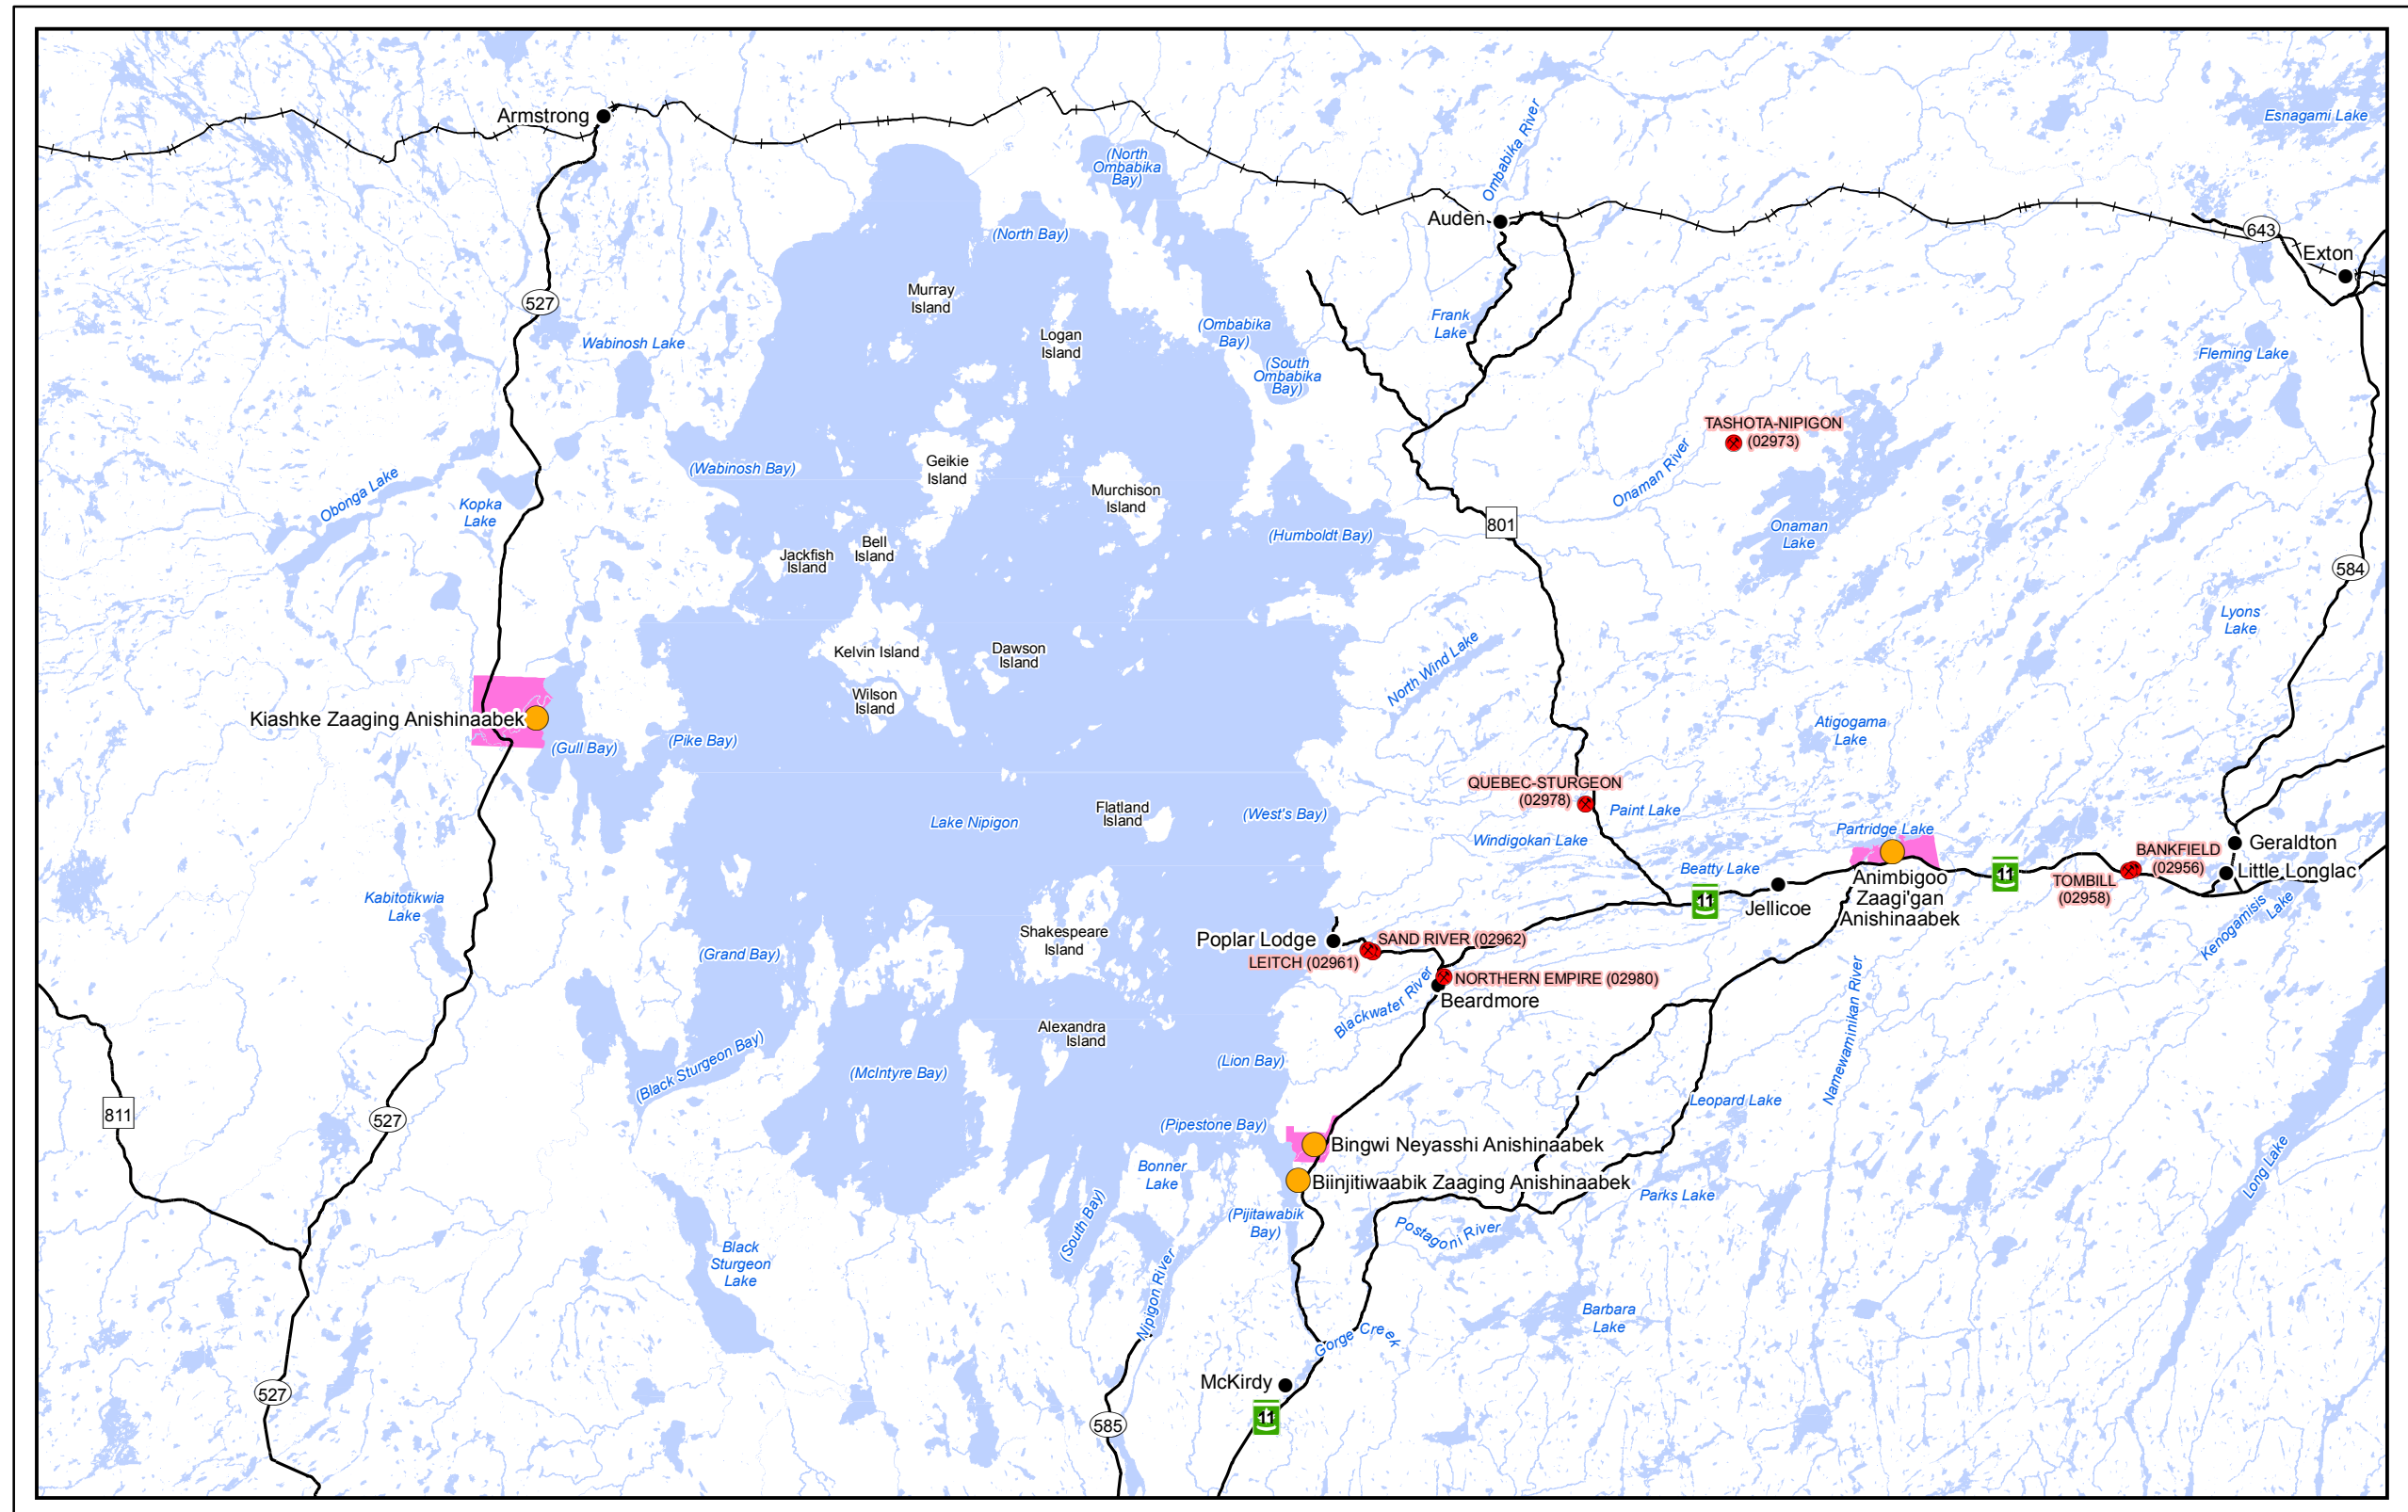 Armstrong
Esnagami Lake
Ombabika River
(North
Ombabika
Bay)
Auden
(North Bay)
643
Exton
527
Murray
Island
Logan
Island
Wabinosh Lake
(Ombabika
Bay)
Frank
Lake
(South
Ombabika
Bay)
Fleming Lake
TASHOTA-NIPIGON
(02973)
(Wabinosh Bay)
Geikie
Island
Onaman River
Obonga Lake
Kopka
Lake
Murchison
Island
801
Onaman
Lake
(Humboldt Bay)
Bell
Island
Jackfish
Island
584
Lyons
Lake
Kelvin Island
Dawson
Island
North Wind Lake
Wilson
Island
Kiashke Zaaging Anishinaabek
(Gull Bay)
(Pike Bay)
Atigogama
Lake
QUEBEC-STURGEON
(02978)
Paint Lake
Lake Nipigon
Flatland
Island
(West's Bay)
Windigokan Lake
Partridge Lake
Geraldton
BANKFIELD
(02956)
Beatty Lake
11
Little Longlac
TOMBILL
(02958)
Animbigoo
Zaagi'gan
Anishinaabek
11
Jellicoe
Kabitotikwia
Lake
Kenogamisis
Lake
Shakespeare
Island
Poplar Lodge
SAND RIVER (02962)
LEITCH (02961)
(Grand Bay)
NORTHERN EMPIRE (02980)
Beardmore
Blackwater River
Alexandra
Island
Namewaminikan River
(Black Sturgeon Bay)
(McIntyre Bay)
(Lion Bay)
Leopard Lake
811
527
(Pipestone Bay)
Bingwi Neyasshi Anishinaabek
Bonner
Lake
Biinjitiwaabik Zaaging Anishinaabek
Parks Lake
Long Lake
(South Bay)
(Pijitawabik
Bay)
Postagoni River
Black
Sturgeon
Lake
Nipigon River
Barbara
Lake
Gorge Creek
McKirdy
527
585
11